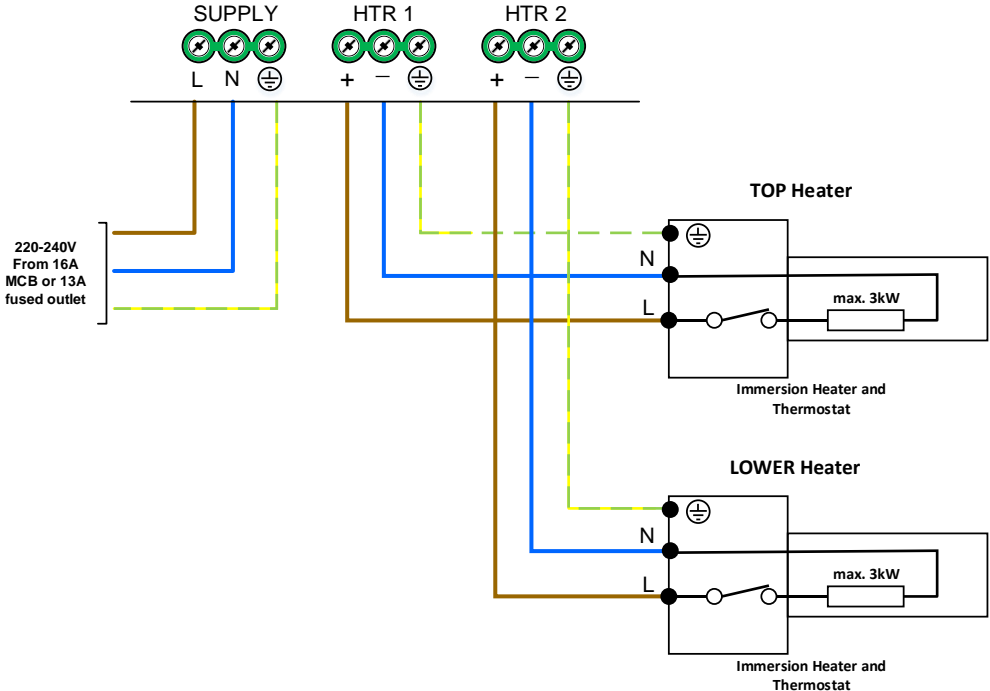 SUPPLY HTR 1 HTR 2
L N + − + −
220-240V
From 16A
MCB or 13A
fused outlet
TOP Heater
N
L
max. 3kW
Immersion Heater and
Thermostat
LOWER Heater
N
L
max. 3kW
Immersion Heater and
Thermostat